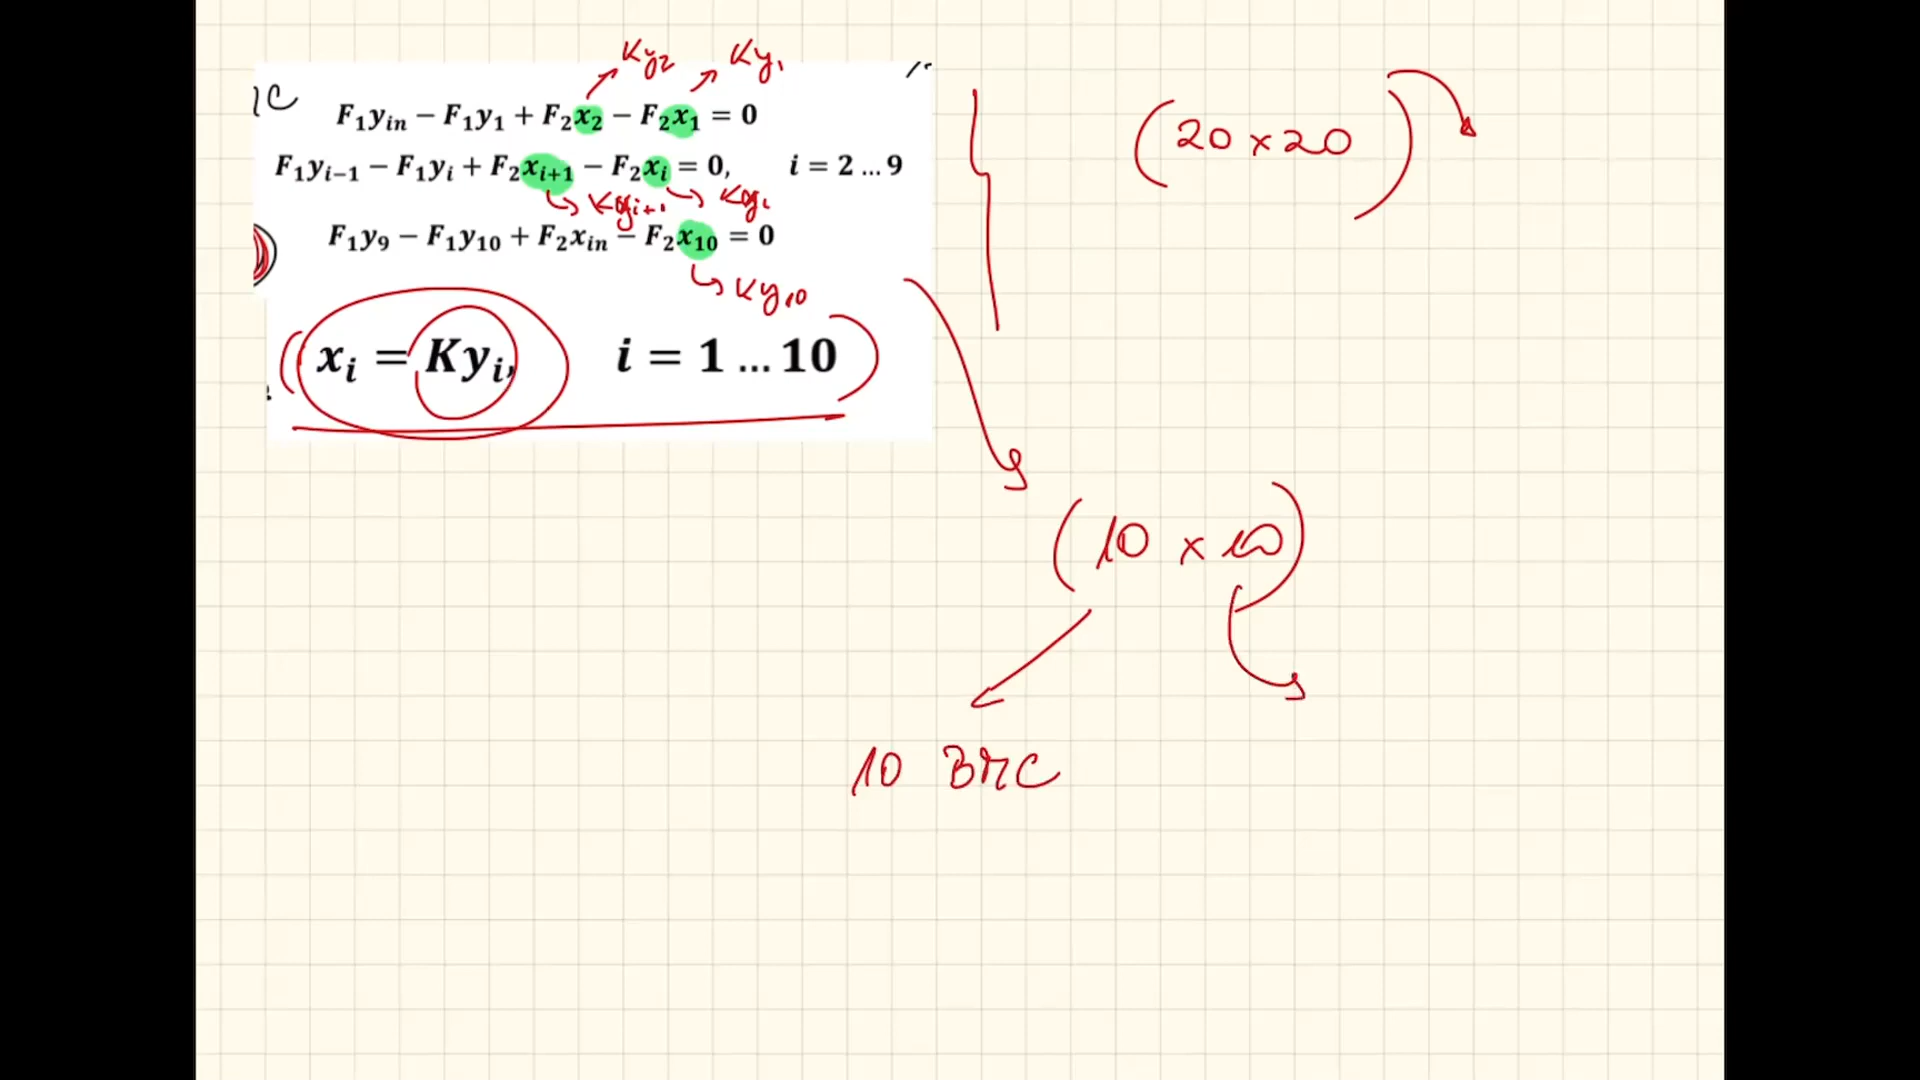 Ky₂ Ky₁
F₁yᵢₙ − F₁y₁ + F₂x₂ − F₂x₁ = 0
F₁yᵢ₋₁ − F₁yᵢ + F₂xᵢ₊₁ − F₂xᵢ = 0, i = 2 … 9
Kyᵢ₊₁ Kyᵢ
F₁y₉ − F₁y₁₀ + F₂xᵢₙ − F₂x₁₀ = 0
Ky₁₀
xᵢ = Kyᵢ, i = 1 … 10
(20 x 20)
(10 x 10)
10 BMC